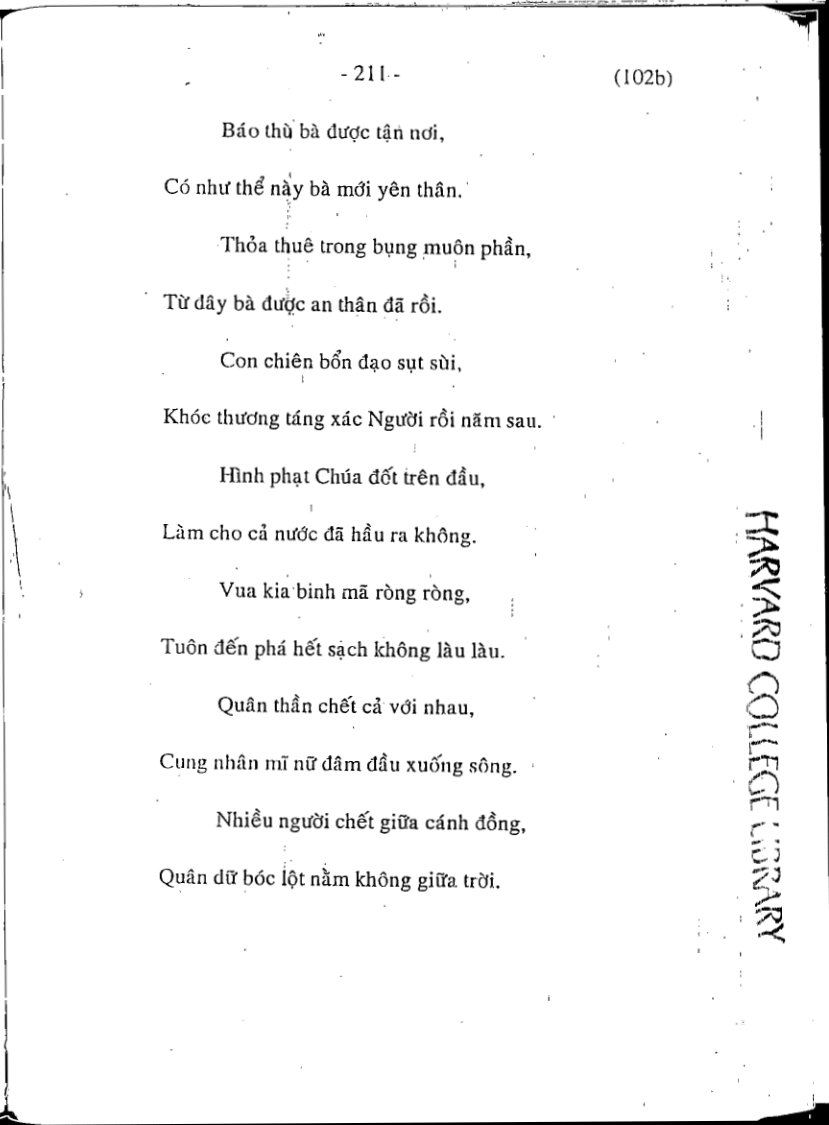 - 211 -
(102b)
Báo thù bà được tận nơi,
Có như thể này bà mới yên thân.
Thỏa thuê trong bụng muôn phần,
Từ dây bà được an thân đã rồi.
Con chiên bổn đạo sụt sùi,
Khóc thương táng xác Người rồi năm sau.
Hình phạt Chúa đốt trên đầu,
Làm cho cả nước đã hầu ra không.
Vua kia binh mã ròng ròng,
Tuôn đến phá hết sạch không làu làu.
Quân thần chết cả với nhau,
Cung nhân mĩ nữ đâm đầu xuống sông.
Nhiều người chết giữa cánh đồng,
Quân dữ bóc lột nằm không giữa trời.
HARVARD COLLEGE LIBRARY